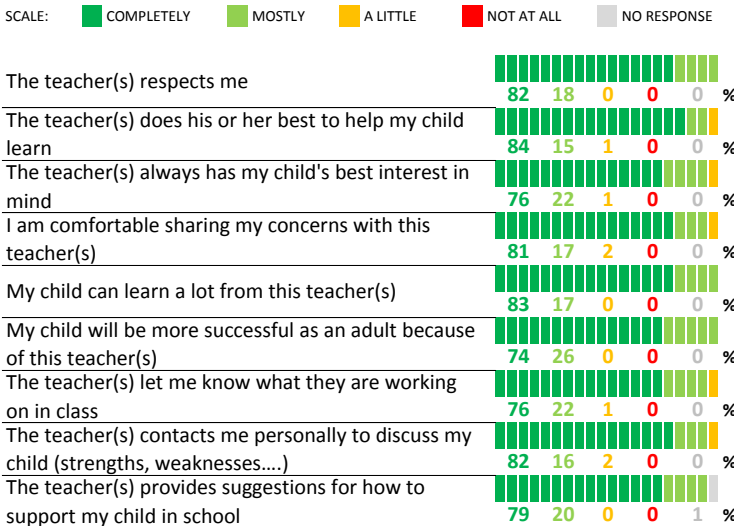 SCALE: COMPLETELY MOSTLY A LITTLE NOT AT ALL NO RESPONSE
The teacher(s) respects me
82 18 0 0 0 %
The teacher(s) does his or her best to help my child
learn
84 15 1 0 0 %
The teacher(s) always has my child's best interest in
mind
76 22 1 0 0 %
I am comfortable sharing my concerns with this
teacher(s)
81 17 2 0 0 %
My child can learn a lot from this teacher(s)
83 17 0 0 0 %
My child will be more successful as an adult because
of this teacher(s)
74 26 0 0 0 %
The teacher(s) let me know what they are working
on in class
76 22 1 0 0 %
The teacher(s) contacts me personally to discuss my
child (strengths, weaknesses....)
82 16 2 0 0 %
The teacher(s) provides suggestions for how to
support my child in school
79 20 0 0 1 %